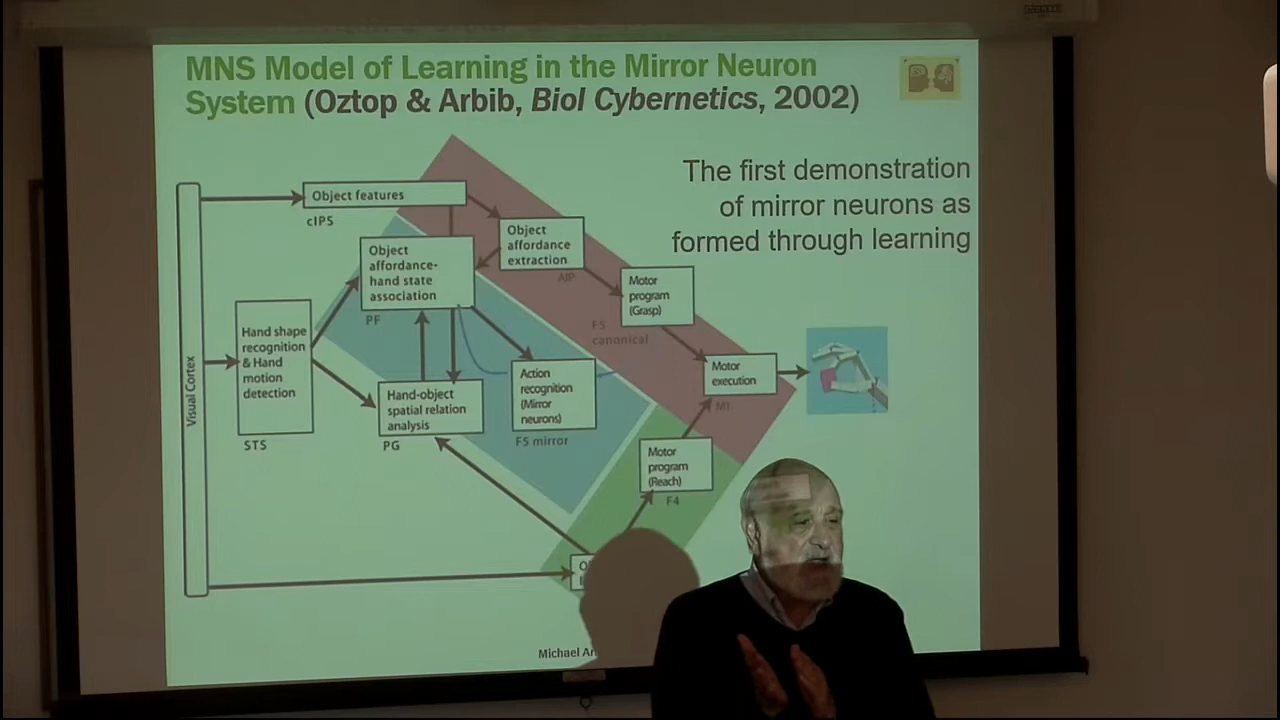 MNS Model of Learning in the Mirror Neuron
System (Oztop & Arbib, Biol Cybernetics, 2002)
The first demonstration
of mirror neurons as
formed through learning
Visual Cortex
Object features
cIPS
Object
affordance
extraction
AIP
Object
affordance-
hand state
association
PF
Motor
program
(Grasp)
F5
canonical
Hand shape
recognition
& Hand
motion
detection
STS
Hand-object
spatial relation
analysis
PG
Action
recognition
(Mirror
neurons)
F5 mirror
Motor
execution
M1
Motor
program
(Reach)
F4
Michael